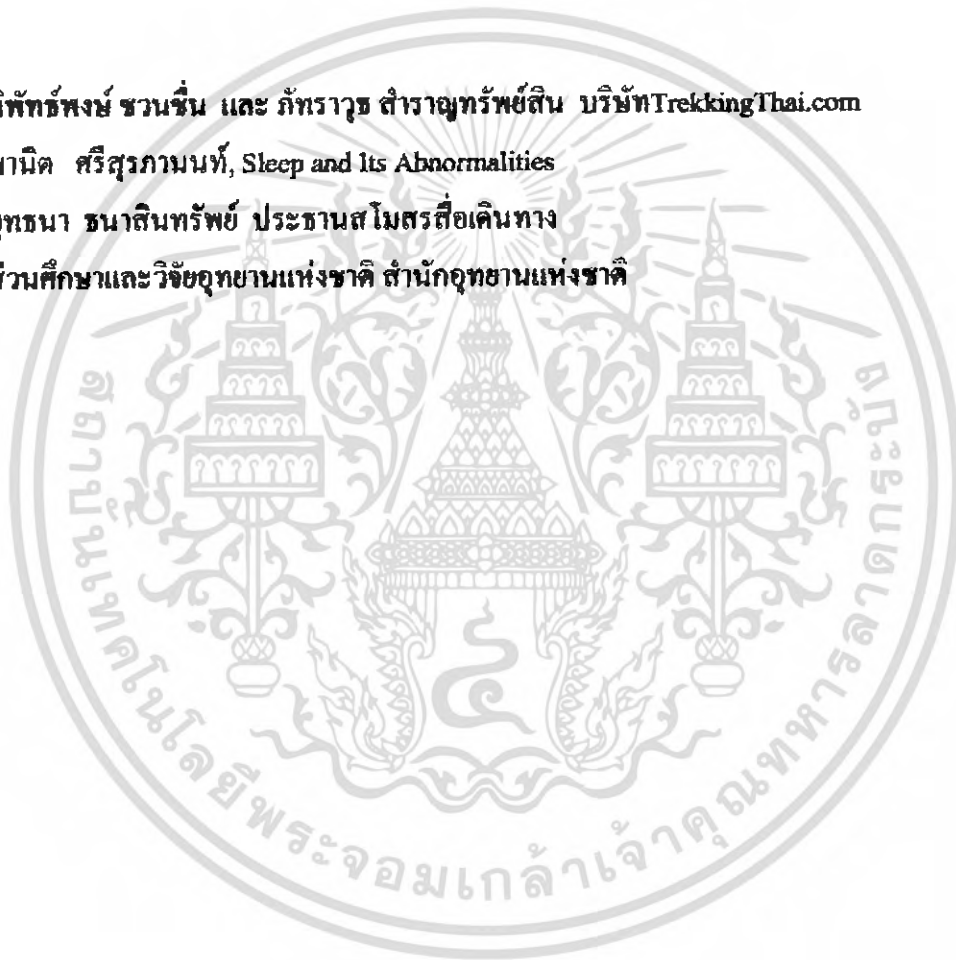 พิพัทธ์พงษ์ ชวนชื่น และ ภัทราวุธ สำราญทรัพย์สิน บริษัทTrekkingThai.com
พานิต ศรีสุรภานนท์, Sleep and Its Abnormalities
ยุทธนา ธนาสินทรัพย์ ประธานสโมสรสื่อเดินทาง
ส่วนศึกษาและวิจัยอุทยานแห่งชาติ สำนักอุทยานแห่งชาติ
สถาบันเทคโนโลยีพระจอมเกล้าเจ้าคุณทหารลาดกระบัง
๔